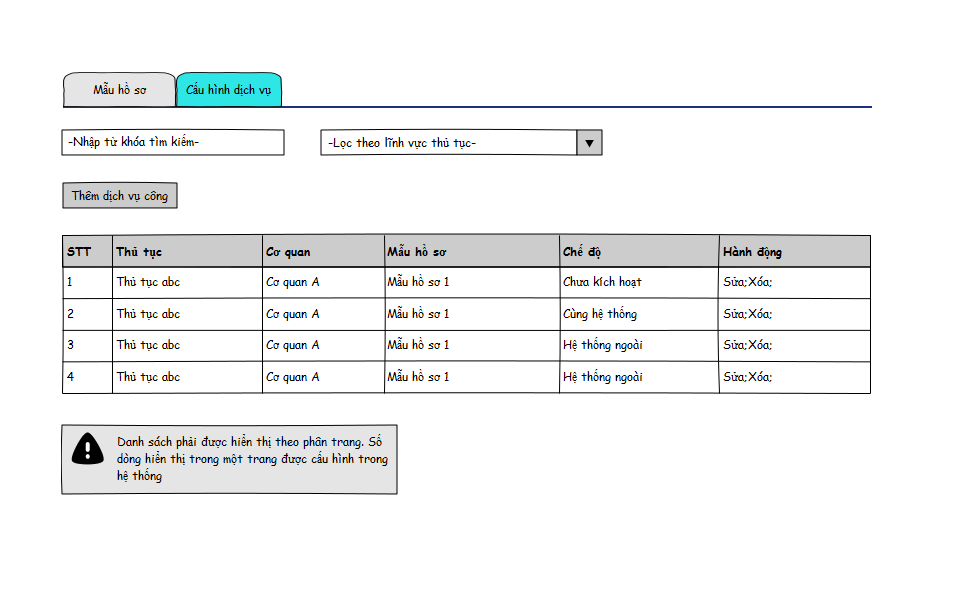 Mẫu hồ sơ Cấu hình dịch vụ
-Nhập từ khóa tìm kiếm- -Lọc theo lĩnh vực thủ tục-
Thêm dịch vụ công
STT Thủ tục Cơ quan Mẫu hồ sơ Chế độ Hành động
1 Thủ tục abc Cơ quan A Mẫu hồ sơ 1 Chưa kích hoạt Sửa;Xóa;
2 Thủ tục abc Cơ quan A Mẫu hồ sơ 1 Cùng hệ thống Sửa;Xóa;
3 Thủ tục abc Cơ quan A Mẫu hồ sơ 1 Hệ thống ngoài Sửa;Xóa;
4 Thủ tục abc Cơ quan A Mẫu hồ sơ 1 Hệ thống ngoài Sửa;Xóa;
Danh sách phải được hiển thị theo phân trang. Số
dòng hiển thị trong một trang được cấu hình trong
hệ thống